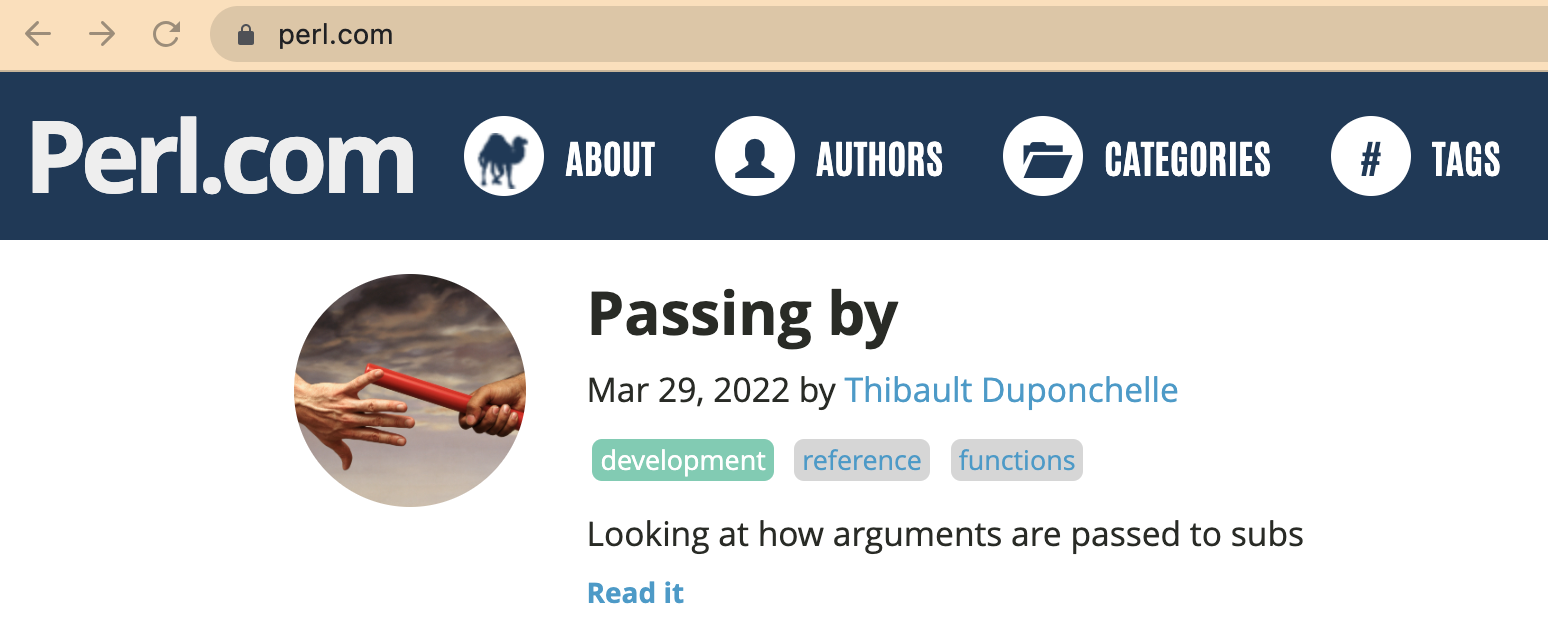 perl.com
Perl.com ABOUT AUTHORS CATEGORIES # TAGS
Passing by
Mar 29, 2022 by Thibault Duponchelle
development reference functions
Looking at how arguments are passed to subs
Read it